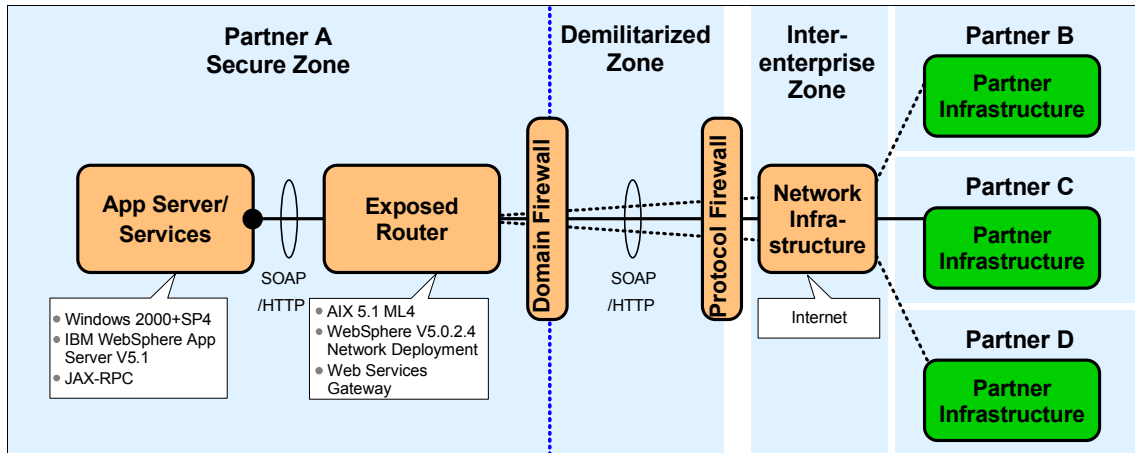 Partner A
Secure Zone
Demilitarized
Zone
Inter-
enterprise
Zone
Partner B
Partner
Infrastructure
App Server/
Services
SOAP
/HTTP
Exposed
Router
Domain Firewall
SOAP
/HTTP
Protocol Firewall
Network
Infra-
structure
Partner C
Partner
Infrastructure
Windows 2000+SP4
IBM WebSphere App
Server V5.1
JAX-RPC
AIX 5.1 ML4
WebSphere V5.0.2.4
Network Deployment
Web Services
Gateway
Internet
Partner D
Partner
Infrastructure